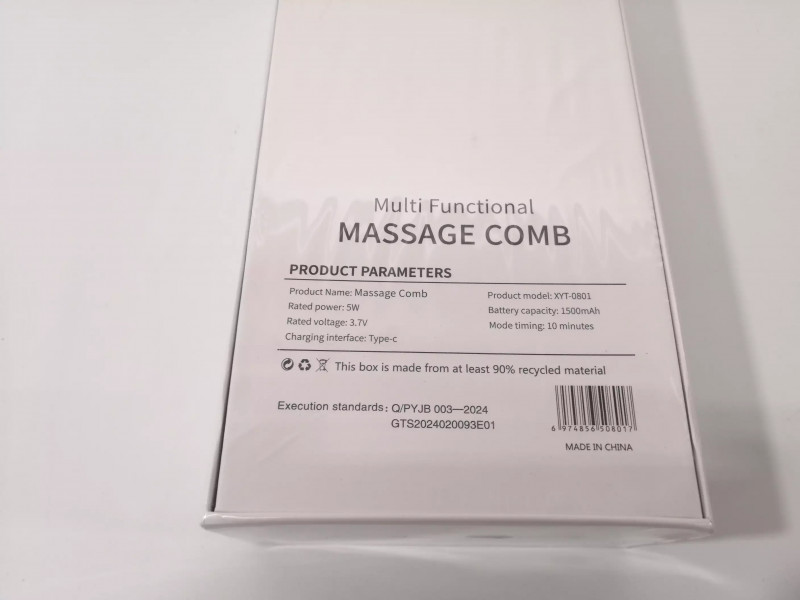 Multi Functional
MASSAGE COMB
PRODUCT PARAMETERS
Product Name: Massage Comb
Product model: XYT-0801
Rated power: 5W
Battery capacity: 1500mAh
Rated voltage: 3.7V
Mode timing: 10 minutes
Charging interface: Type-c
This box is made from at least 90% recycled material
Execution standards: Q/PYJB 003—2024
GTS2024020093E01
6 974856 508017
MADE IN CHINA